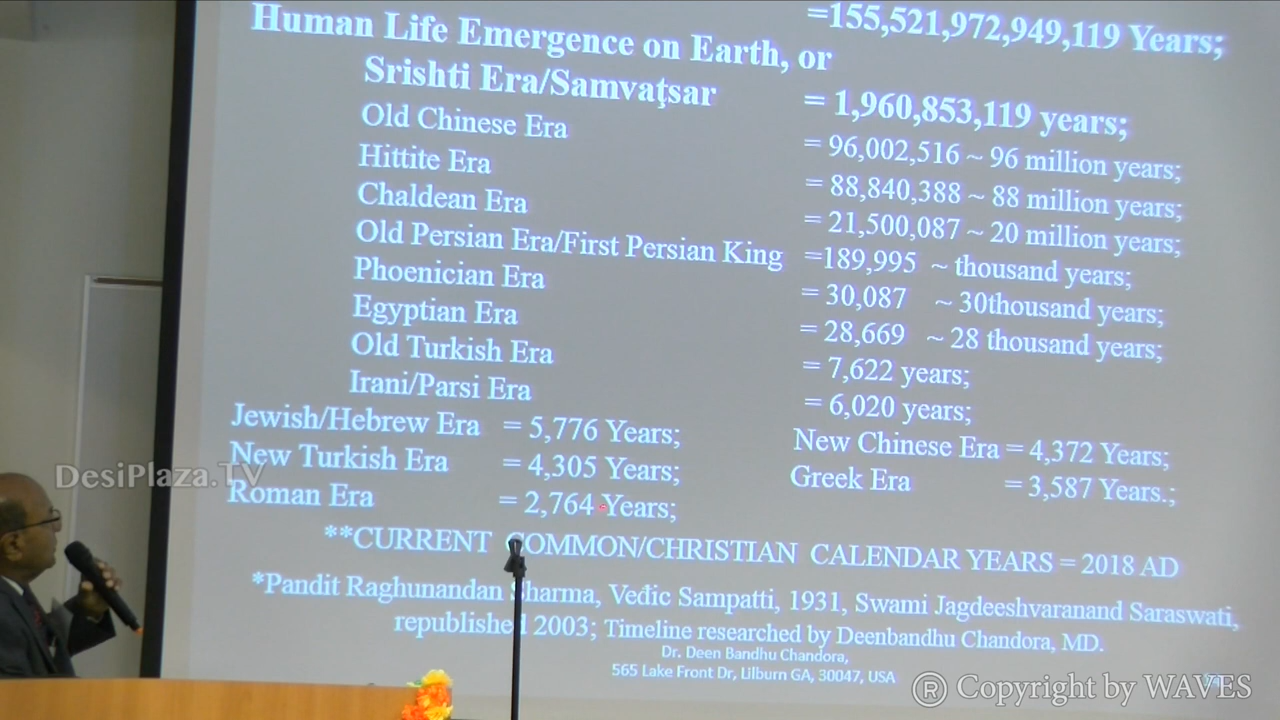 =155,521,972,949,119 Years;
Human Life Emergence on Earth, or
Srishti Era/Samvaţsar = 1,960,853,119 years;
Old Chinese Era = 96,002,516 ~ 96 million years;
Hittite Era = 88,840,388 ~ 88 million years;
Chaldean Era = 21,500,087 ~ 20 million years;
Old Persian Era/First Persian King =189,995 ~ thousand years;
Phoenician Era = 30,087 ~ 30thousand years;
Egyptian Era = 28,669 ~ 28 thousand years;
Old Turkish Era = 7,622 years;
Irani/Parsi Era = 6,020 years;
Jewish/Hebrew Era = 5,776 Years; New Chinese Era = 4,372 Years;
New Turkish Era = 4,305 Years; Greek Era = 3,587 Years.;
Roman Era = 2,764 Years;
**CURRENT COMMON/CHRISTIAN CALENDAR YEARS = 2018 AD
*Pandit Raghunandan Sharma, Veđic Sampatti, 1931, Swami Jagdeeshvaranand Saraswati,
republished 2003; Timeline researched by Deenbandhu Chandora, MD.
Dr. Deen Bandhu Chandora,
565 Lake Front Dr, Lilburn GA, 30047, USA
DesiPlaza.TV
® Copyright by WAVES